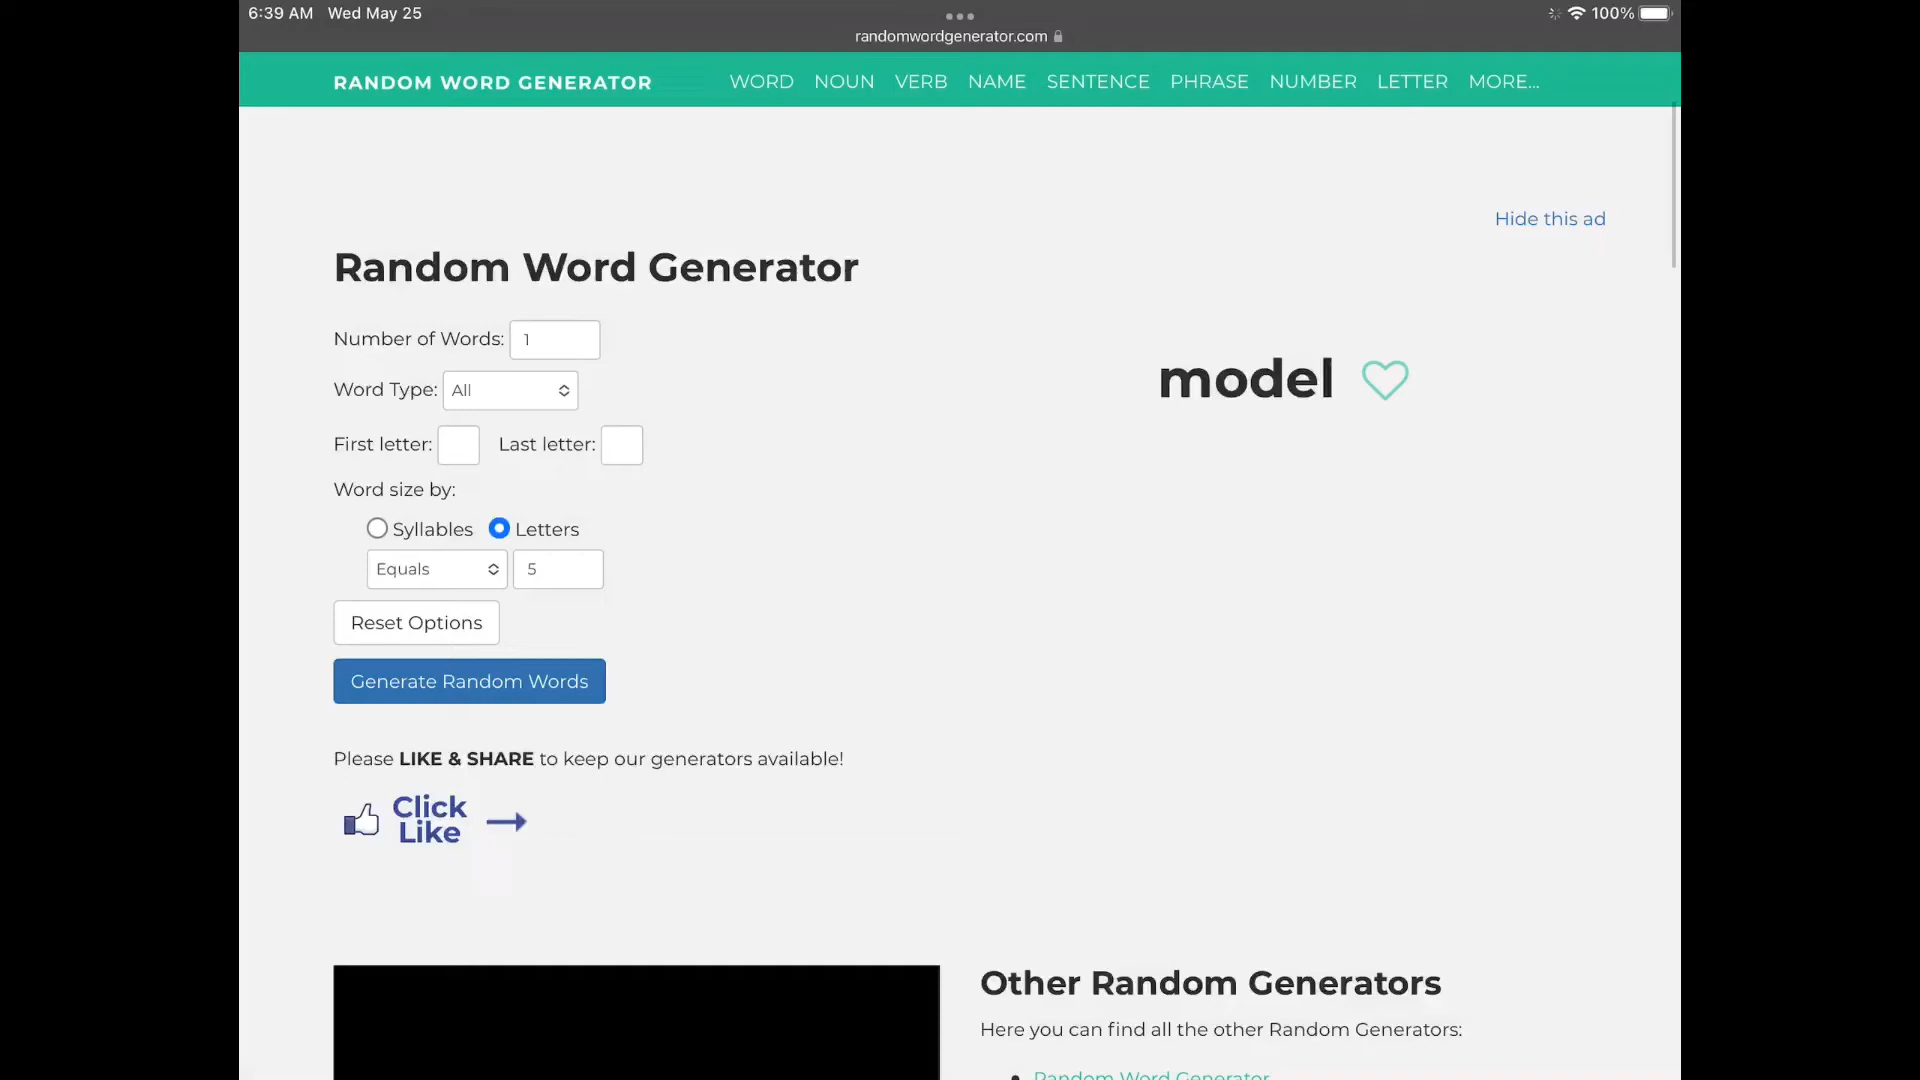 6:39 AM Wed May 25
100%
randomwordgenerator.com
RANDOM WORD GENERATOR WORD NOUN VERB NAME SENTENCE PHRASE NUMBER LETTER MORE...
Hide this ad
Random Word Generator
Number of Words: 1
model
Word Type: All
First letter: Last letter:
Word size by:
Syllables Letters
Equals 5
Reset Options
Generate Random Words
Please LIKE & SHARE to keep our generators available!
Click
Like
Other Random Generators
Here you can find all the other Random Generators:
Random Word Generator